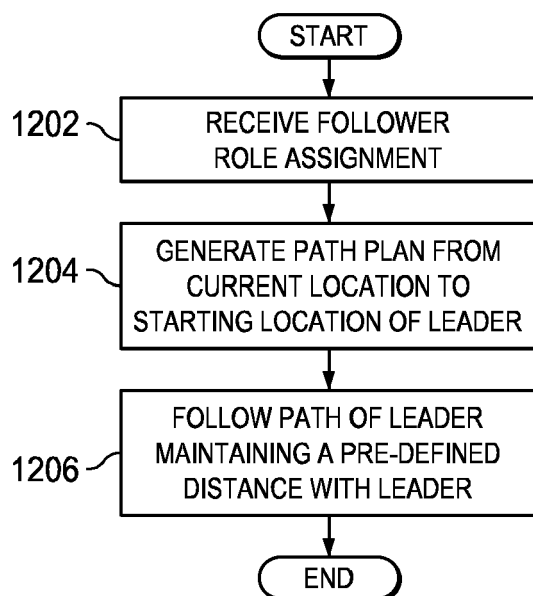 START
1202
RECEIVE FOLLOWER
ROLE ASSIGNMENT
1204
GENERATE PATH PLAN FROM
CURRENT LOCATION TO
STARTING LOCATION OF LEADER
1206
FOLLOW PATH OF LEADER
MAINTAINING A PRE-DEFINED
DISTANCE WITH LEADER
END